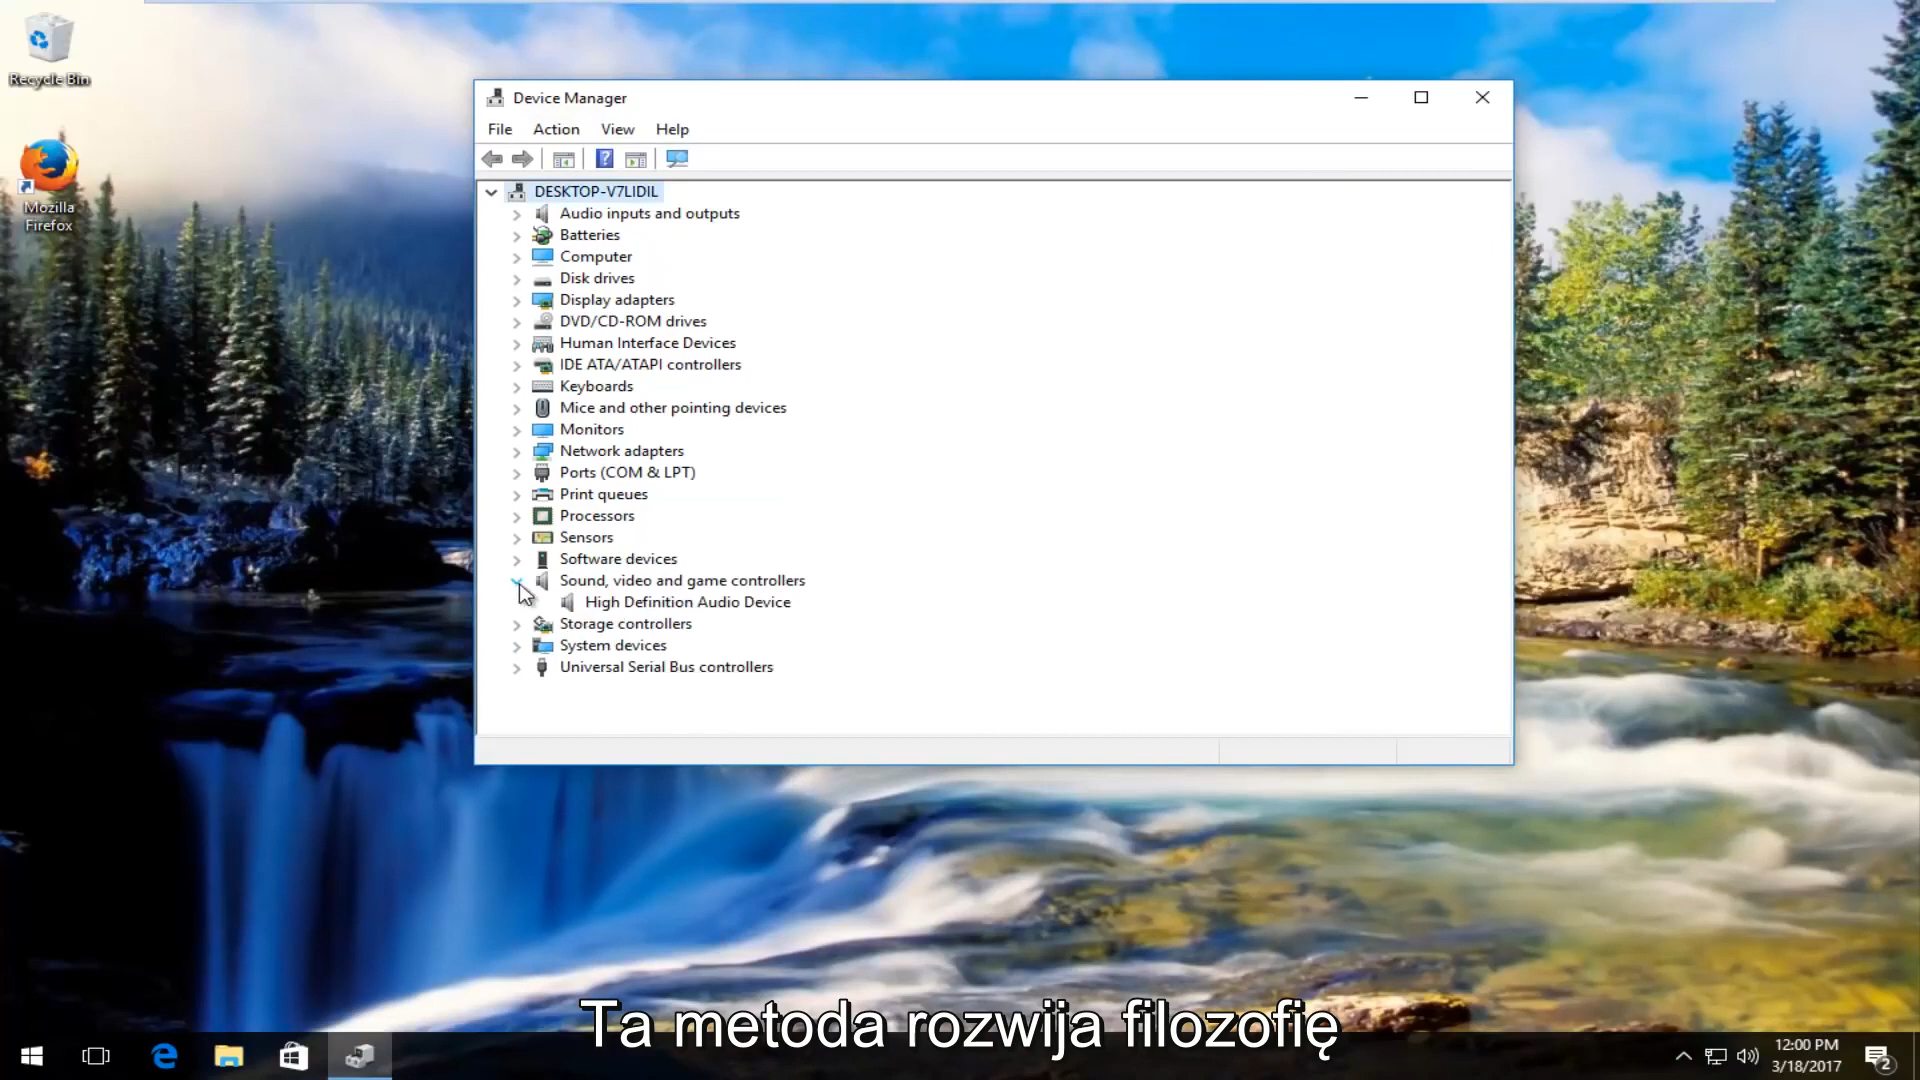 Recycle Bin
Mozilla
Firefox
Device Manager
File Action View Help
DESKTOP-V7LIDIL
Audio inputs and outputs
Batteries
Computer
Disk drives
Display adapters
DVD/CD-ROM drives
Human Interface Devices
IDE ATA/ATAPI controllers
Keyboards
Mice and other pointing devices
Monitors
Network adapters
Ports (COM & LPT)
Print queues
Processors
Sensors
Software devices
Sound, video and game controllers
High Definition Audio Device
Storage controllers
System devices
Universal Serial Bus controllers
Ta metoda rozwija filozofię
12:00 PM
3/18/2017
2